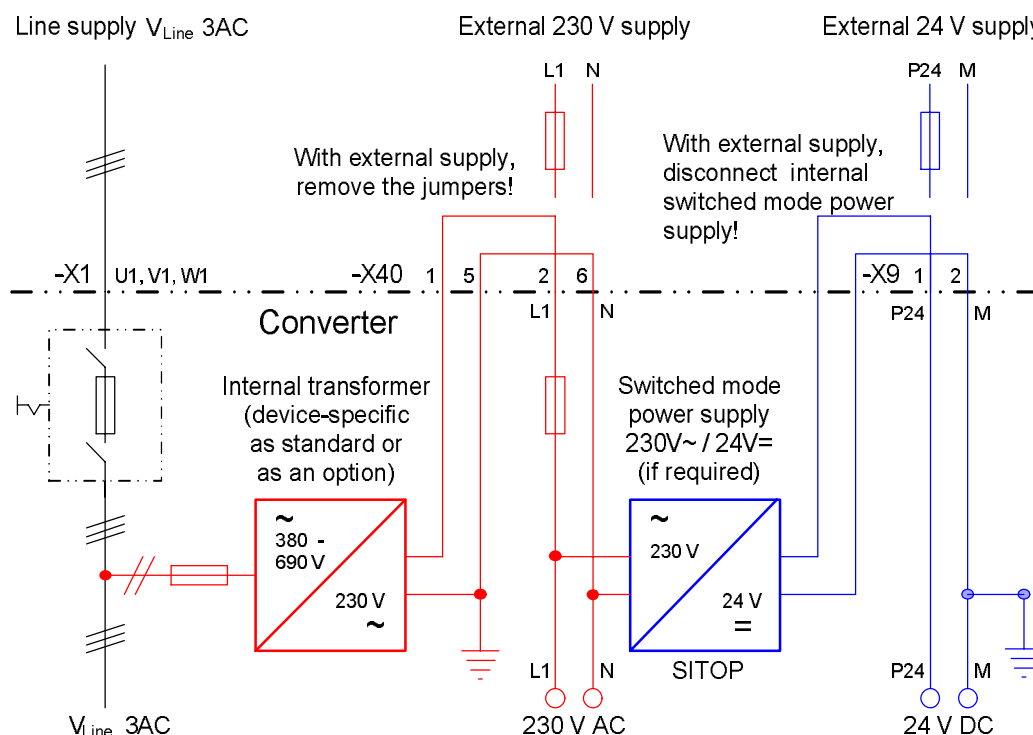 Line supply VLine 3AC
External 230 V supply
External 24 V supply
L1 N
P24 M
With external supply,
remove the jumpers!
With external supply,
disconnect internal
switched mode power
supply!
-X1 U1, V1, W1
-X40 1 5 2 6
-X9 1 2
Converter
L1 N
P24 M
Internal transformer
(device-specific
as standard or
as an option)
Switched mode
power supply
230V~ / 24V=
(if required)
~
380 -
690 V
230 V
~
~
230 V
24 V
=
SITOP
L1 N
P24 M
VLine 3AC
230 V AC
24 V DC